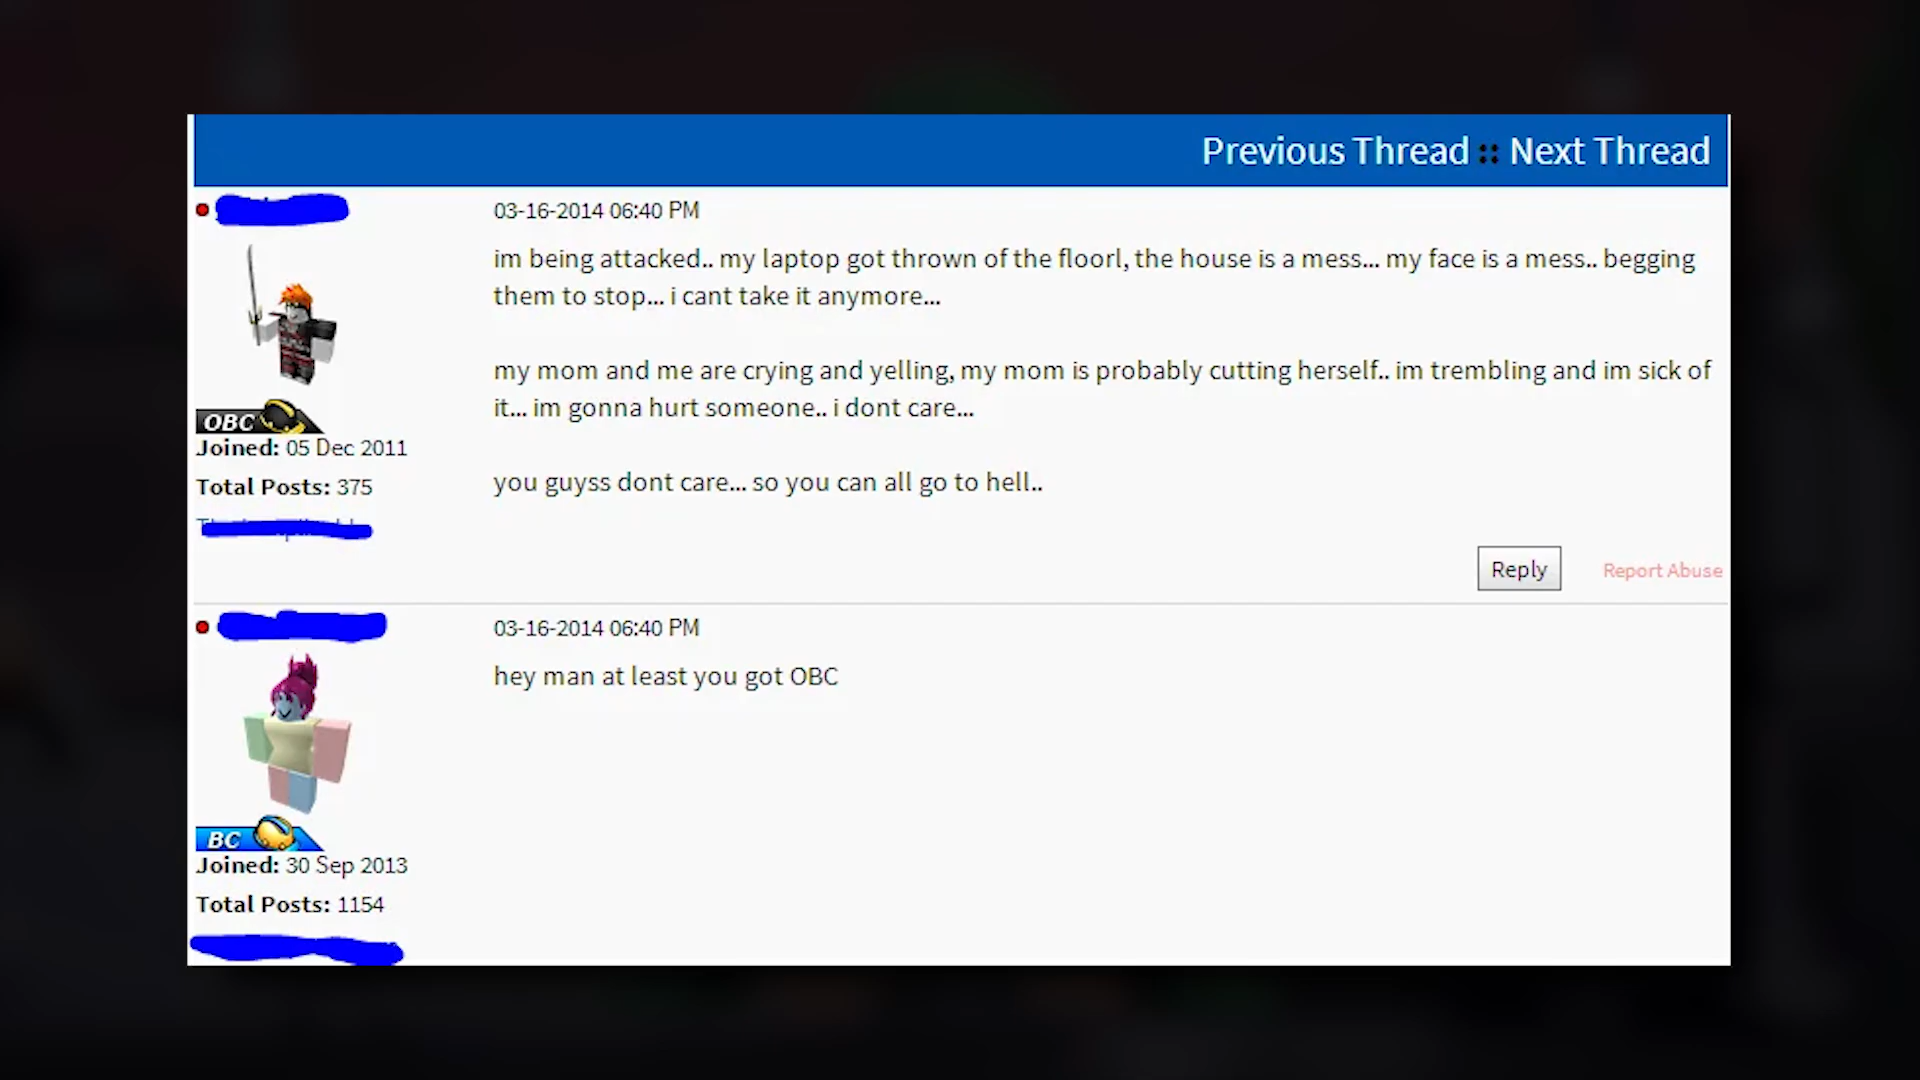 Previous Thread :: Next Thread
03-16-2014 06:40 PM
im being attacked.. my laptop got thrown of the floorl, the house is a mess... my face is a mess.. begging
them to stop... i cant take it anymore...
my mom and me are crying and yelling, my mom is probably cutting herself.. im trembling and im sick of
it... im gonna hurt someone.. i dont care...
you guyss dont care... so you can all go to hell..
OBC
Joined: 05 Dec 2011
Total Posts: 375
Reply
Report Abuse
03-16-2014 06:40 PM
hey man at least you got OBC
BC
Joined: 30 Sep 2013
Total Posts: 1154